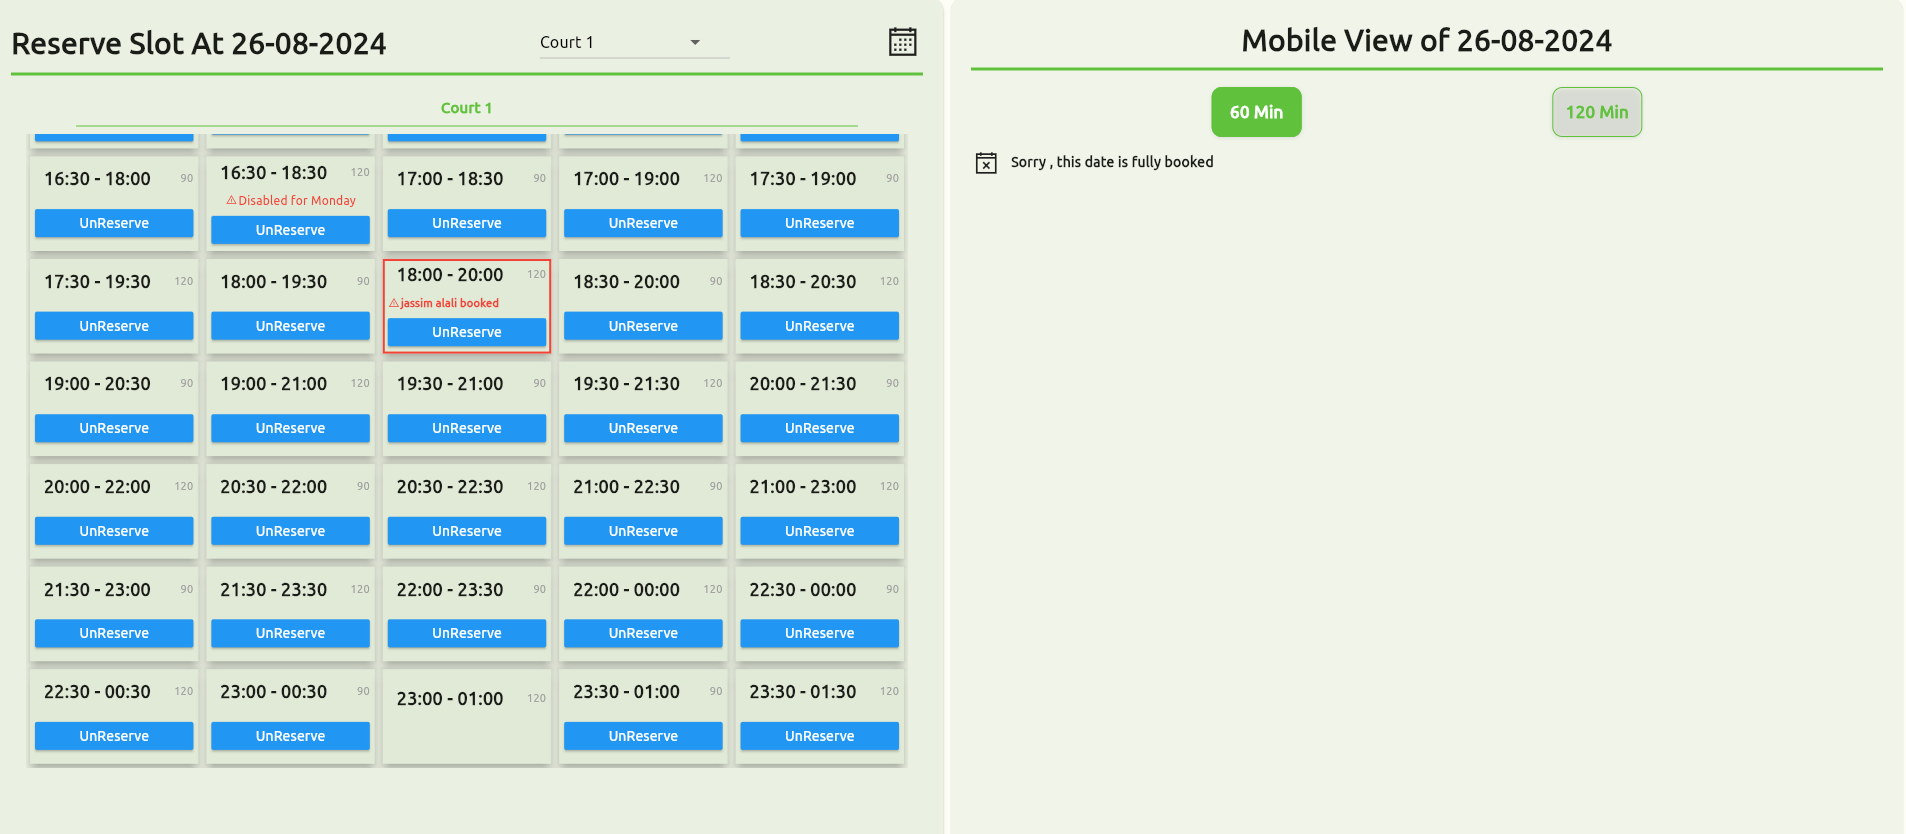 Reserve Slot At 26-08-2024
Court 1
Court 1
16:30 - 18:00 90
16:30 - 18:30 120
17:00 - 18:30 90
17:00 - 19:00 120
17:30 - 19:00 90
Disabled for Monday
UnReserve
UnReserve
UnReserve
UnReserve
UnReserve
17:30 - 19:30 120
18:00 - 19:30 90
18:00 - 20:00 120
18:30 - 20:00 90
18:30 - 20:30 120
jassim alali booked
UnReserve
UnReserve
UnReserve
UnReserve
UnReserve
19:00 - 20:30 90
19:00 - 21:00 120
19:30 - 21:00 90
19:30 - 21:30 120
20:00 - 21:30 90
UnReserve
UnReserve
UnReserve
UnReserve
UnReserve
20:00 - 22:00 120
20:30 - 22:00 90
20:30 - 22:30 120
21:00 - 22:30 90
21:00 - 23:00 120
UnReserve
UnReserve
UnReserve
UnReserve
UnReserve
21:30 - 23:00 90
21:30 - 23:30 120
22:00 - 23:30 90
22:00 - 00:00 120
22:30 - 00:00 90
UnReserve
UnReserve
UnReserve
UnReserve
UnReserve
22:30 - 00:30 120
23:00 - 00:30 90
23:00 - 01:00 120
23:30 - 01:00 90
23:30 - 01:30 120
UnReserve
UnReserve
UnReserve
UnReserve
Mobile View of 26-08-2024
60 Min
120 Min
Sorry , this date is fully booked